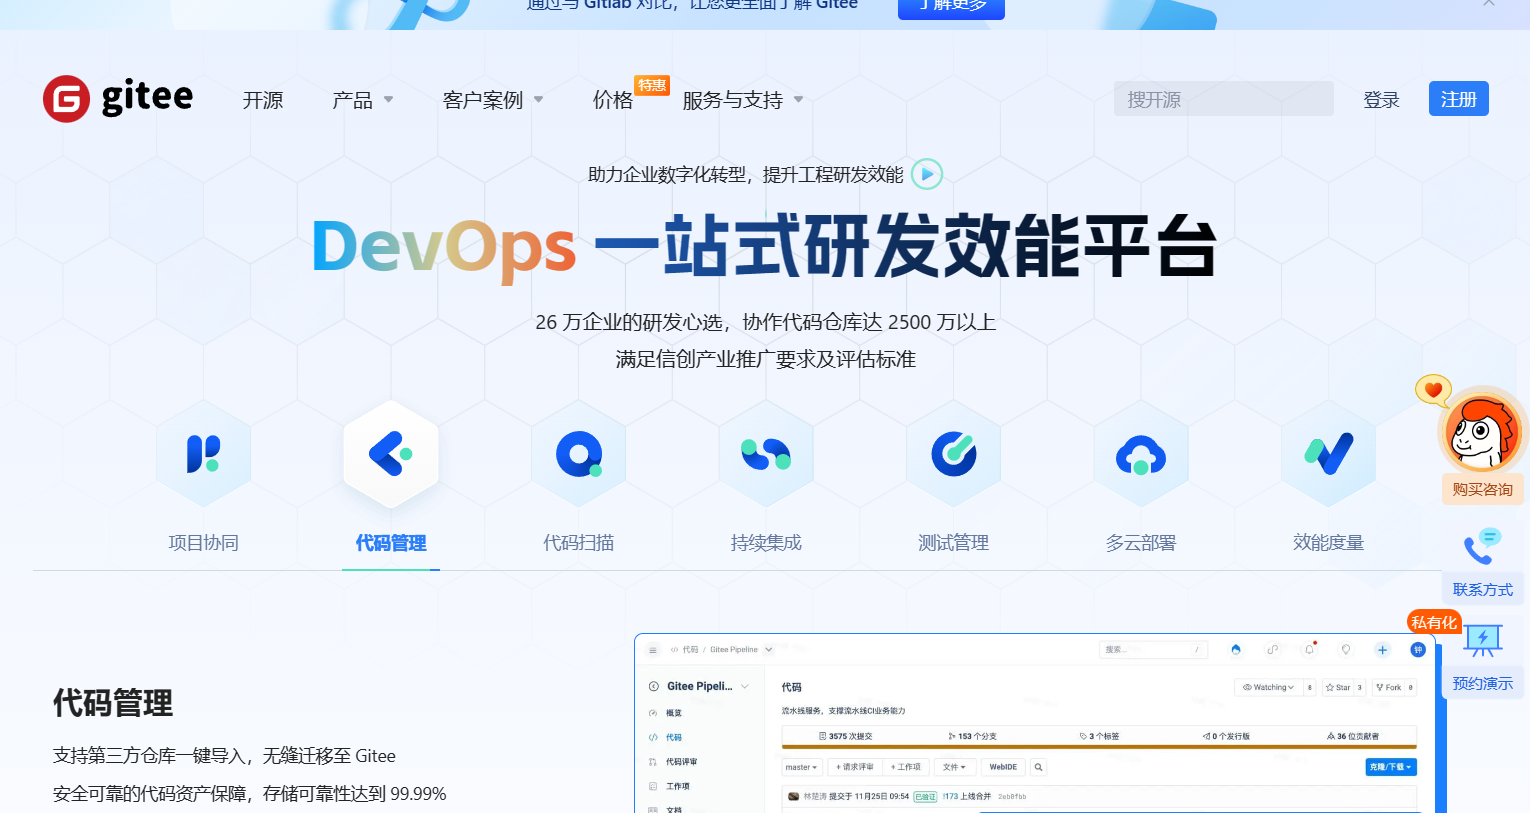 通过与 Gitlab 对比，让您更全面了解 Gitee
了解更多
gitee
开源
产品
客户案例
价格
特惠
服务与支持
搜开源
登录
注册
助力企业数字化转型，提升工程研发效能
DevOps 一站式研发效能平台
26 万企业的研发心选，协作代码仓库达 2500 万以上
满足信创产业推广要求及评估标准
项目协同
代码管理
代码扫描
持续集成
测试管理
多云部署
效能度量
购买咨询
联系方式
私有化
预约演示
代码管理
支持第三方仓库一键导入，无缝迁移至 Gitee
安全可靠的代码资产保障，存储可靠性达到 99.99%
代码 / Gitee Pipeline
搜索... /
钟
Gitee Pipeli...
概览
代码
代码评审
工作项
文档
代码
Watching 8
Star 3
Fork 0
流水线服务，支撑流水线CI业务能力
3575 次提交
153 个分支
3 个标签
0 个发行版
36 位贡献者
master
+ 请求评审
+ 工作项
文件
WebIDE
克隆/下载
林楚涛 提交于 11月25日 09:54 已验证 !173 上线合并 2eb0fbb